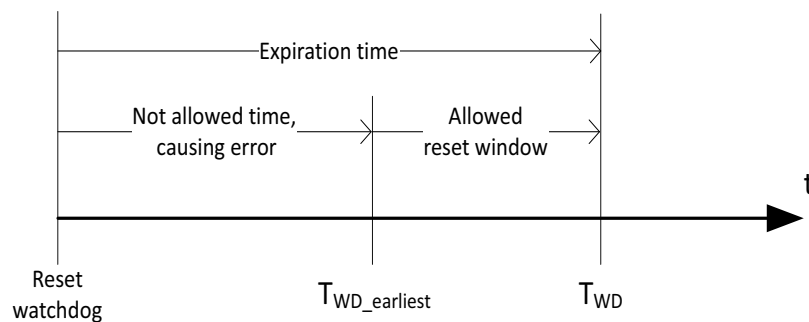 Expiration time
Not allowed time,
causing error
Allowed
reset window
t
Reset
watchdog
TWD_earliest
TWD